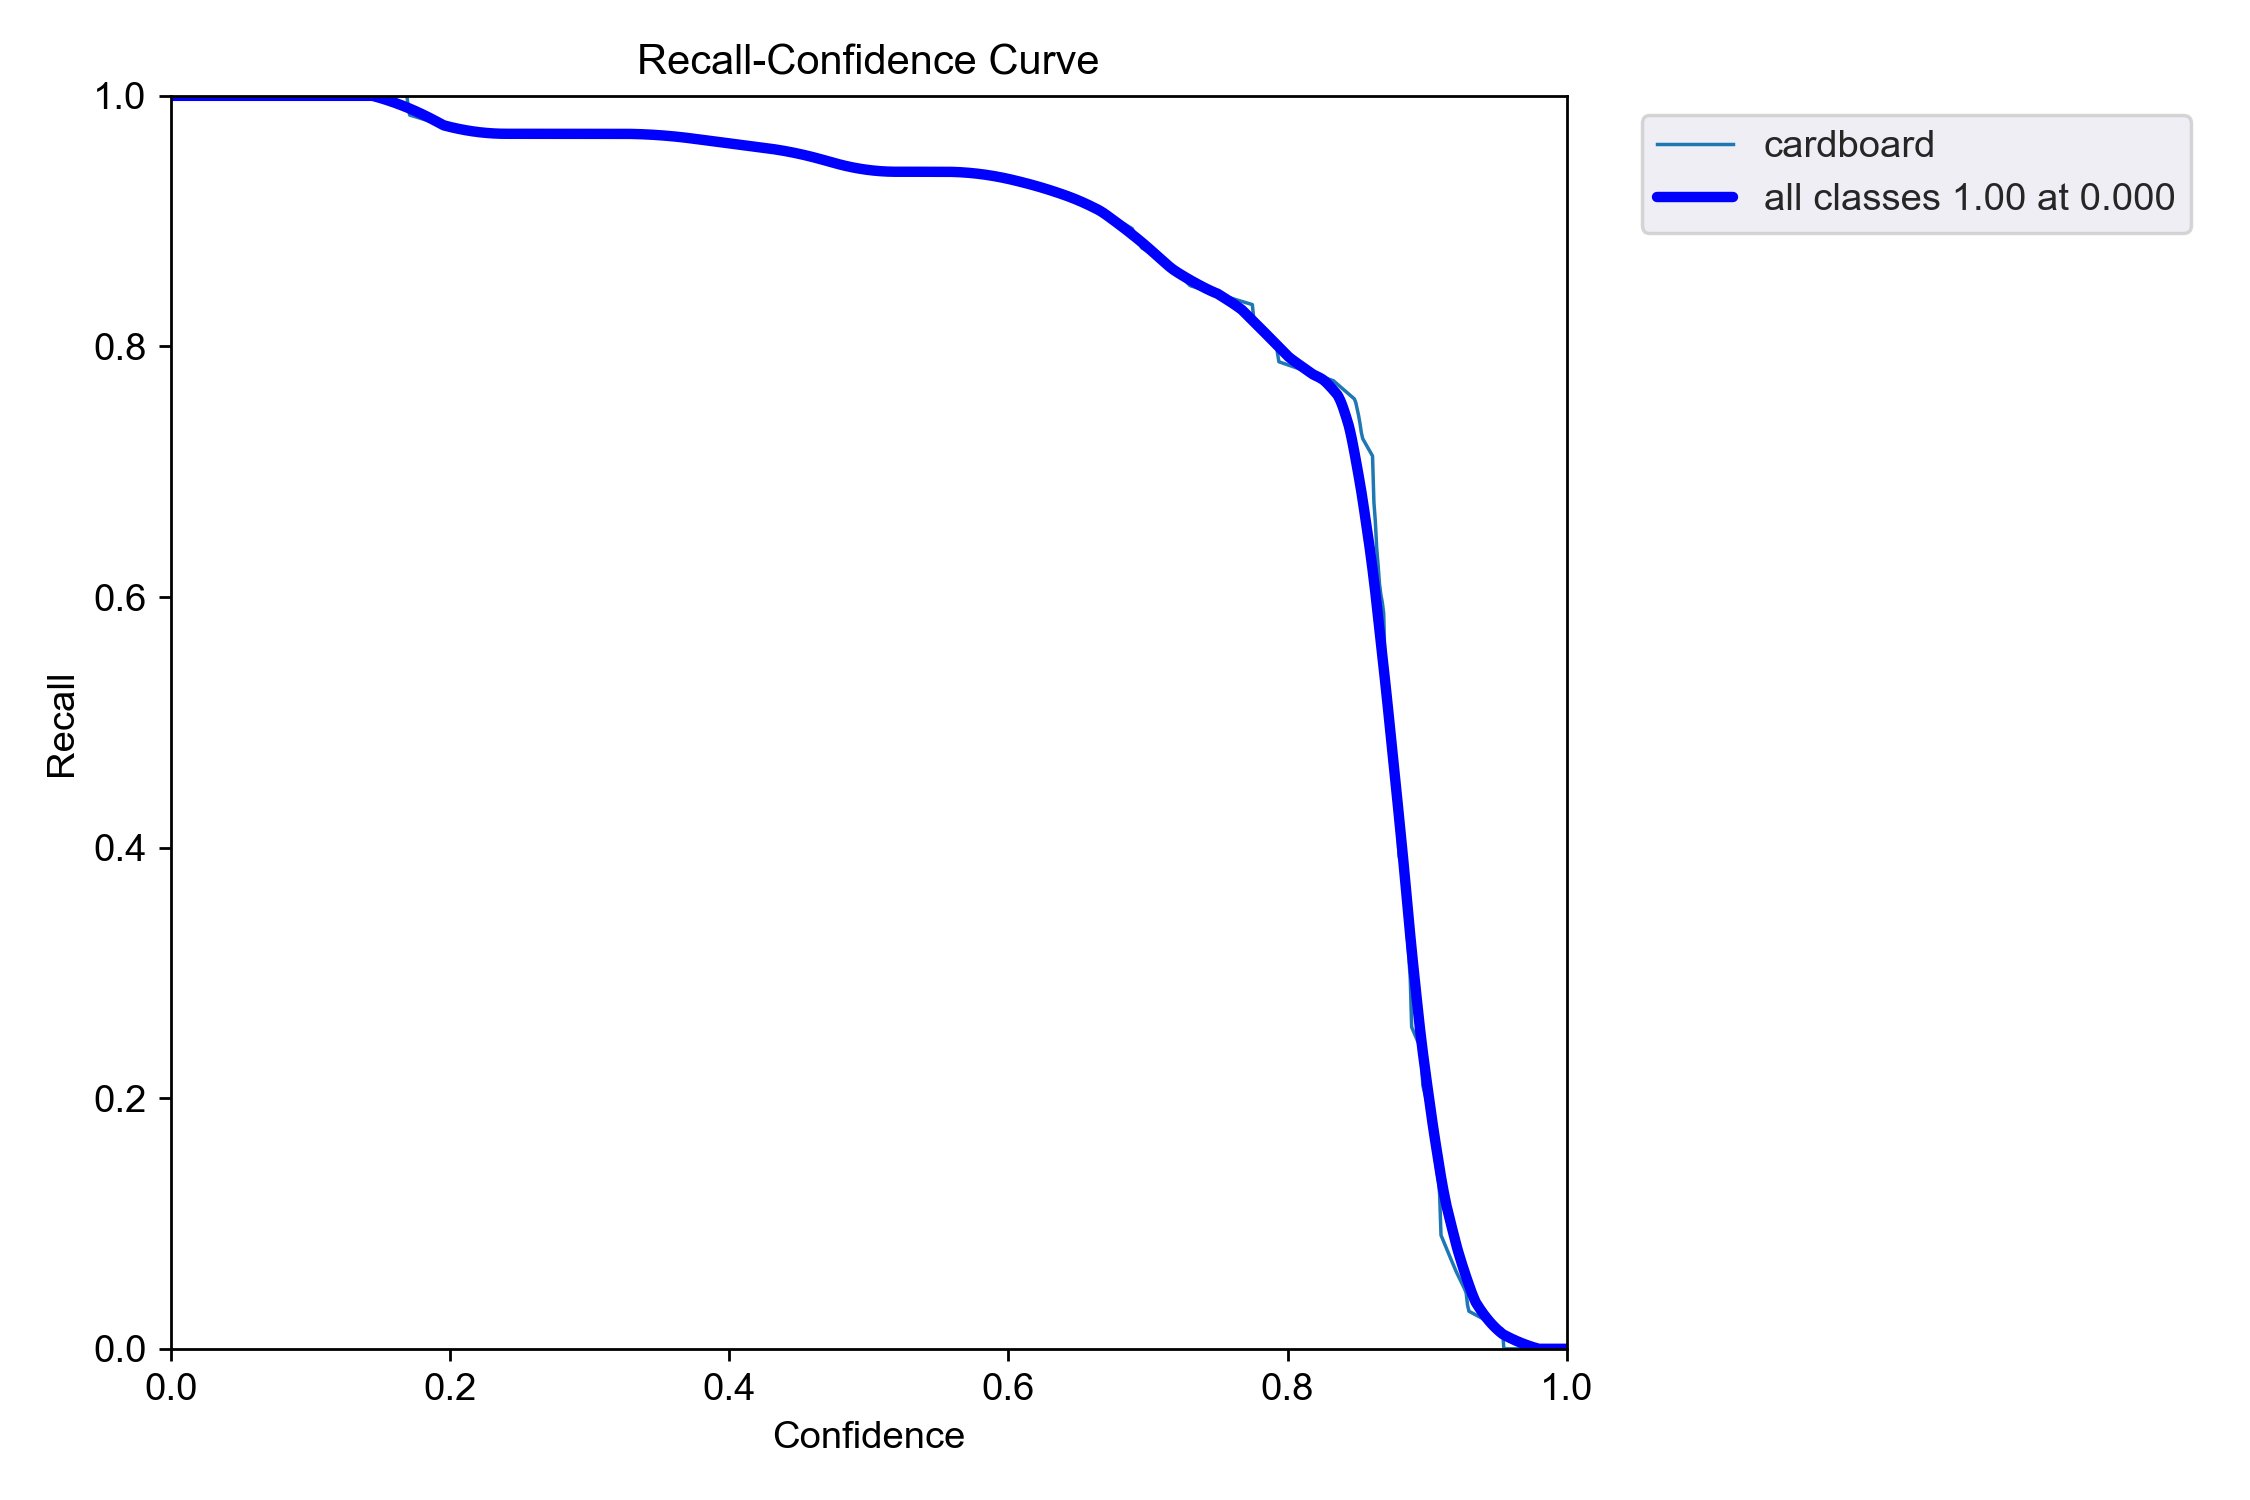 Recall-Confidence Curve
1.0
0.8
0.6
0.4
0.2
0.0
Recall
0.0 0.2 0.4 0.6 0.8 1.0
Confidence
cardboard
all classes 1.00 at 0.000